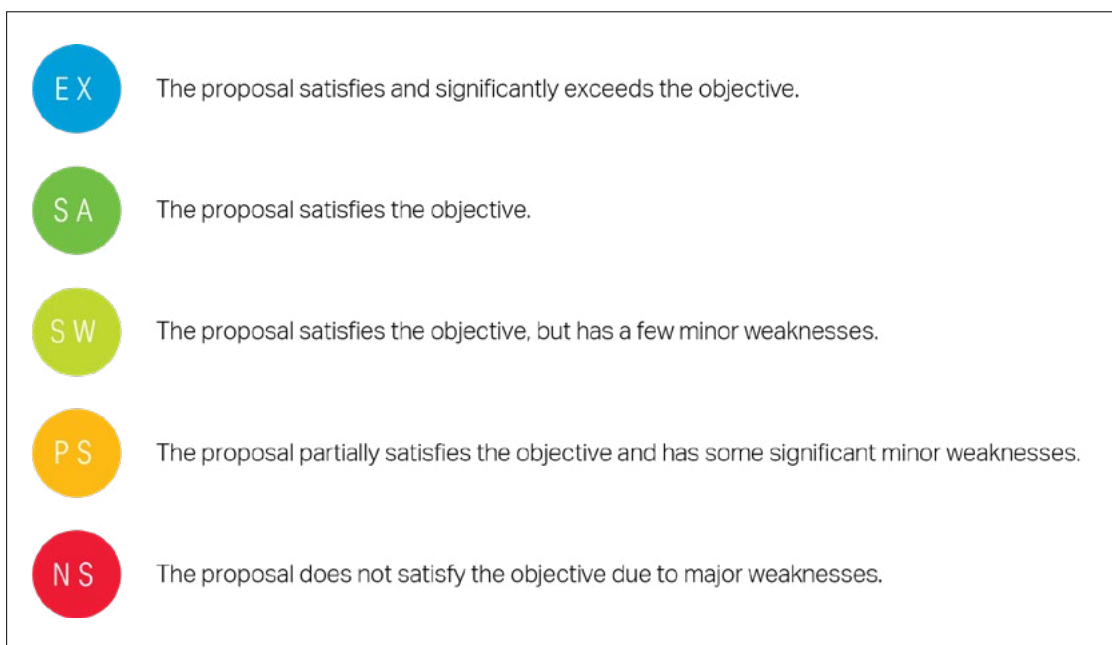 EX The proposal satisfies and significantly exceeds the objective.
SA The proposal satisfies the objective.
SW The proposal satisfies the objective, but has a few minor weaknesses.
PS The proposal partially satisfies the objective and has some significant minor weaknesses.
NS The proposal does not satisfy the objective due to major weaknesses.